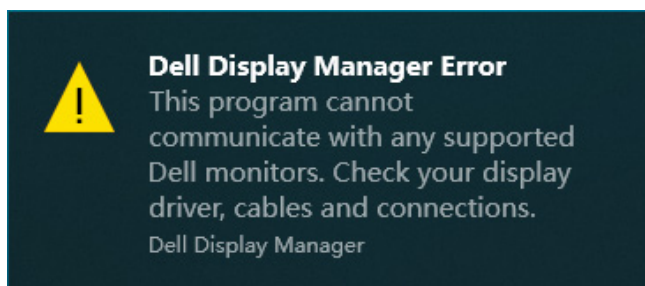 Dell Display Manager Error
This program cannot
communicate with any supported
Dell monitors. Check your display
driver, cables and connections.
Dell Display Manager